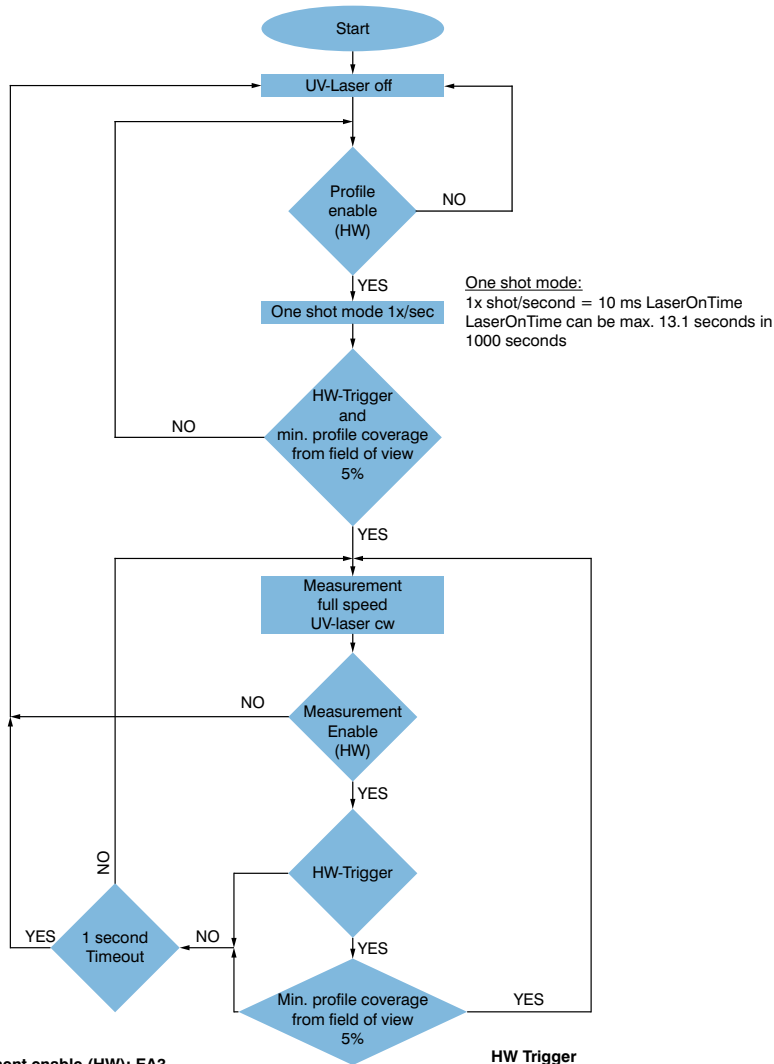 Start
UV-Laser off
Profile
enable
(HW)
NO
YES
One shot mode:
1x shot/second = 10 ms LaserOnTime
LaserOnTime can be max. 13.1 seconds in
1000 seconds
One shot mode 1x/sec
HW-Trigger
and
min. profile coverage
from field of view
5%
NO
YES
Measurement
full speed
UV-laser cw
NO
Measurement
Enable
(HW)
YES
NO
HW-Trigger
YES
1 second
Timeout
NO
YES
Min. profile coverage
from field of view
5%
YES
HW Trigger
enable (HW):